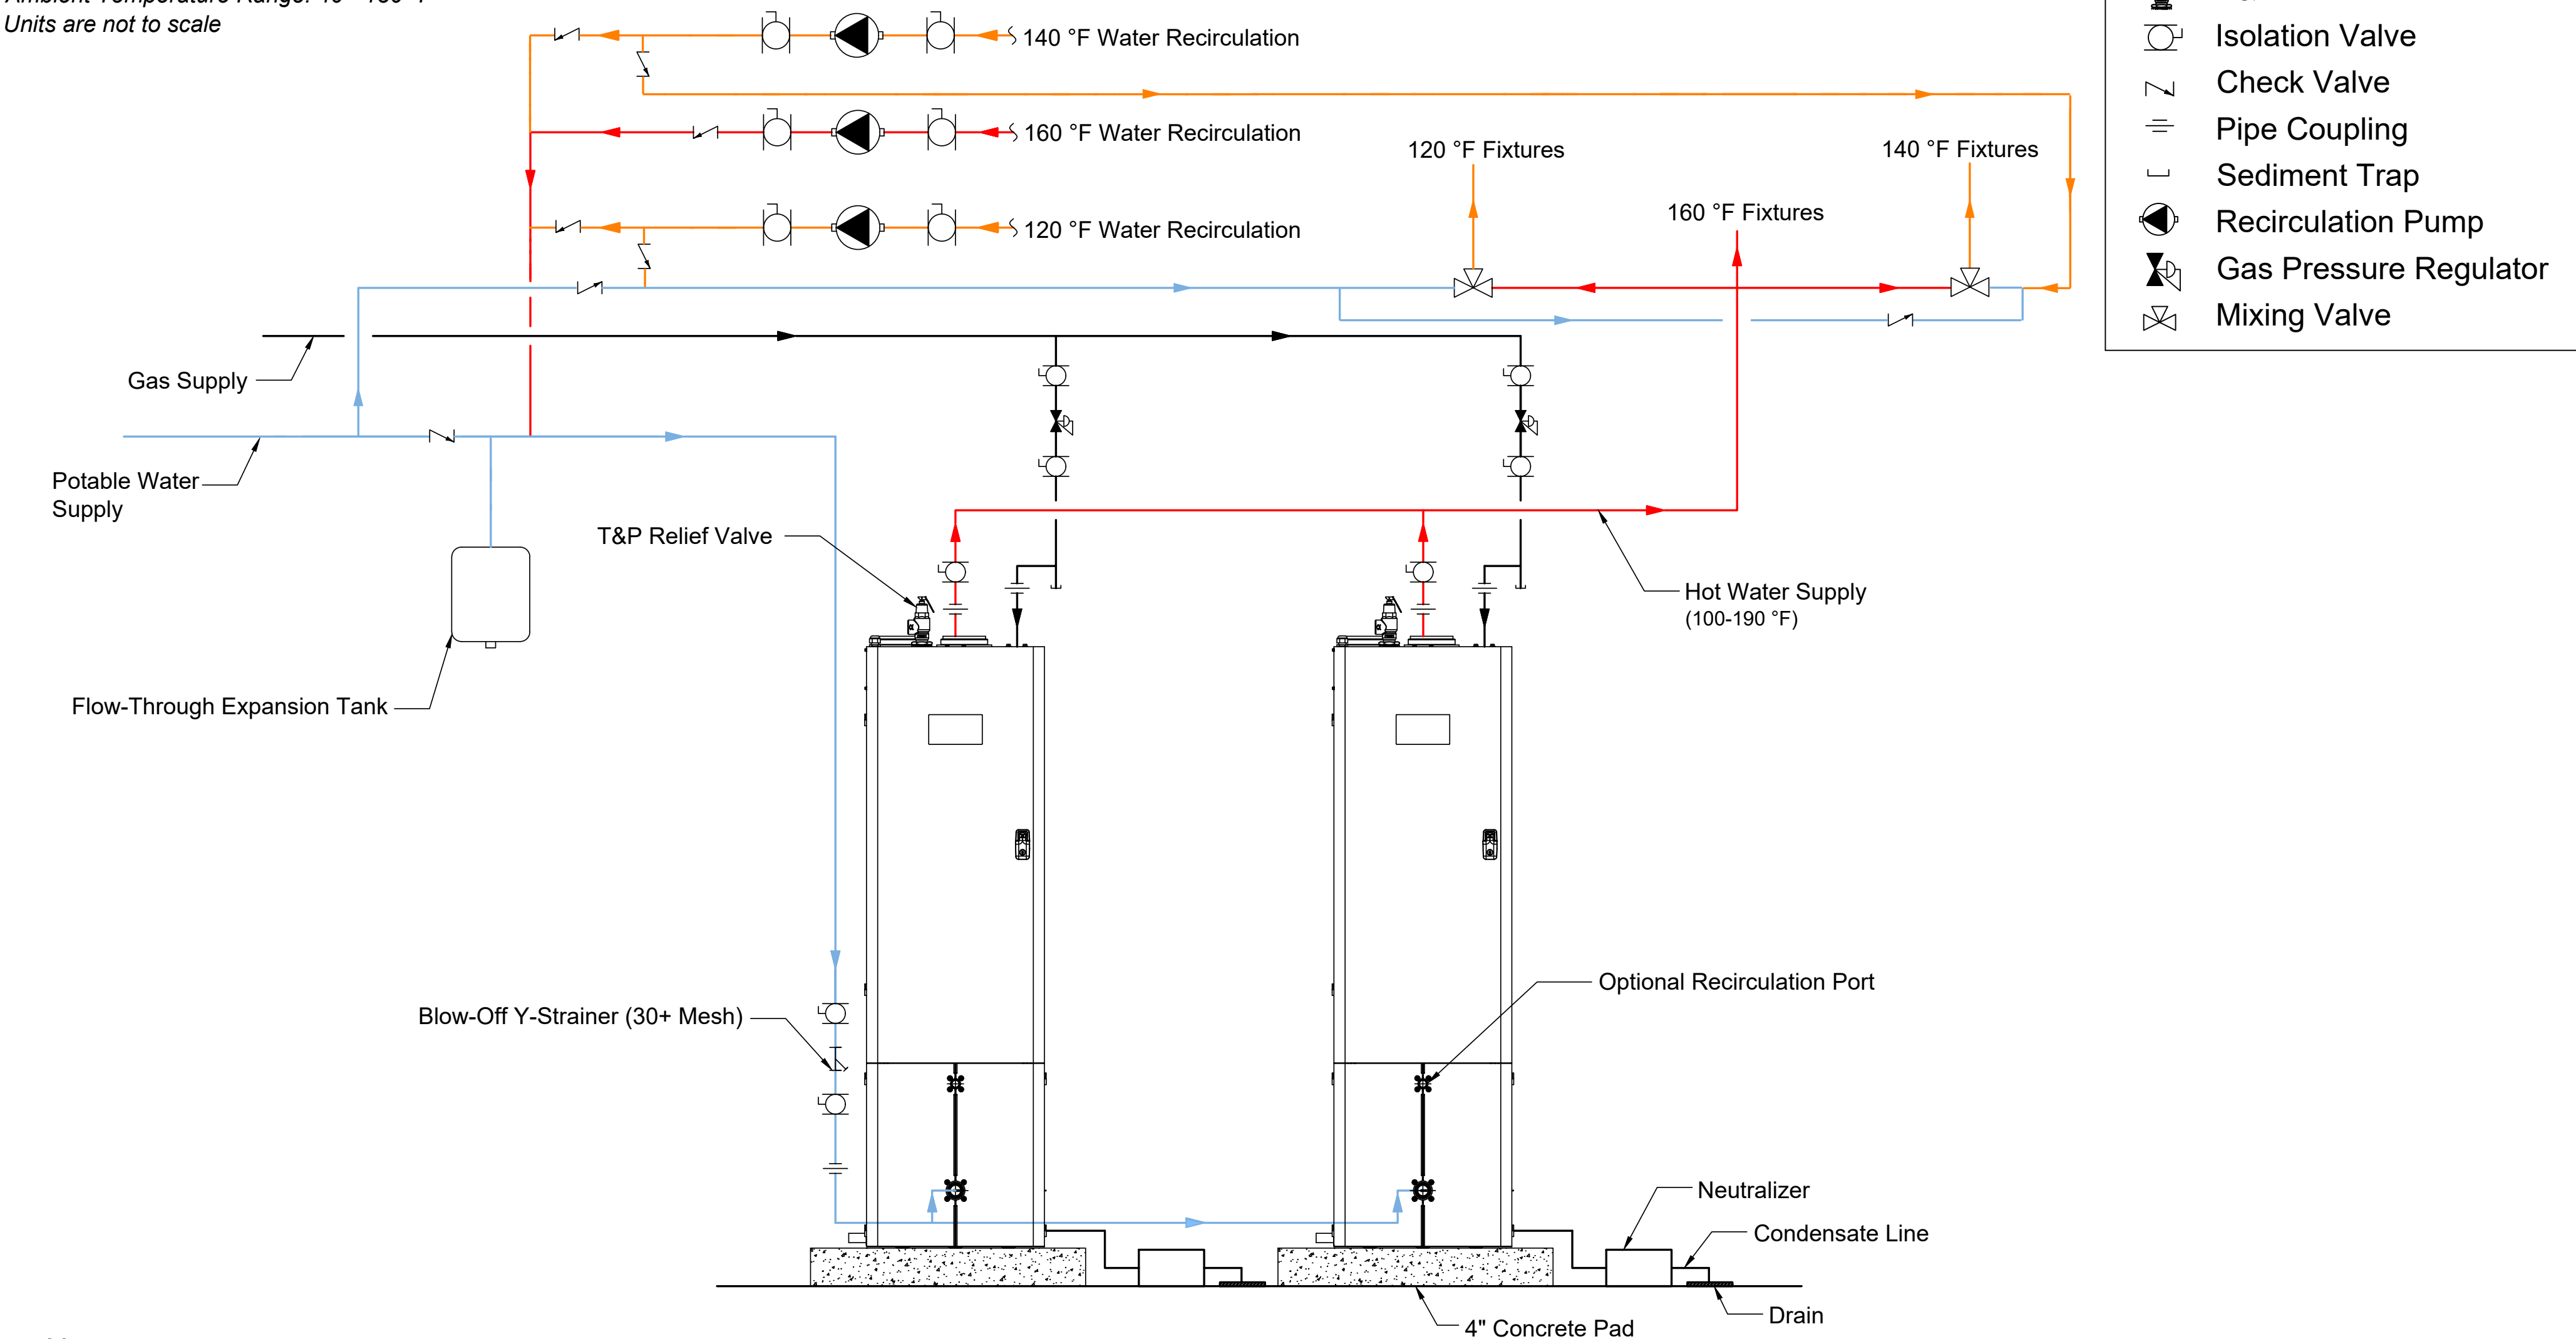 Units are not to scale
140 °F Water Recirculation
160 °F Water Recirculation
120 °F Water Recirculation
120 °F Fixtures
160 °F Fixtures
140 °F Fixtures
Isolation Valve
Check Valve
Pipe Coupling
Sediment Trap
Recirculation Pump
Gas Pressure Regulator
Mixing Valve
Gas Supply
Potable Water
Supply
T&P Relief Valve
Hot Water Supply
(100-190 °F)
Flow-Through Expansion Tank
Blow-Off Y-Strainer (30+ Mesh)
Optional Recirculation Port
Neutralizer
Condensate Line
Drain
4" Concrete Pad